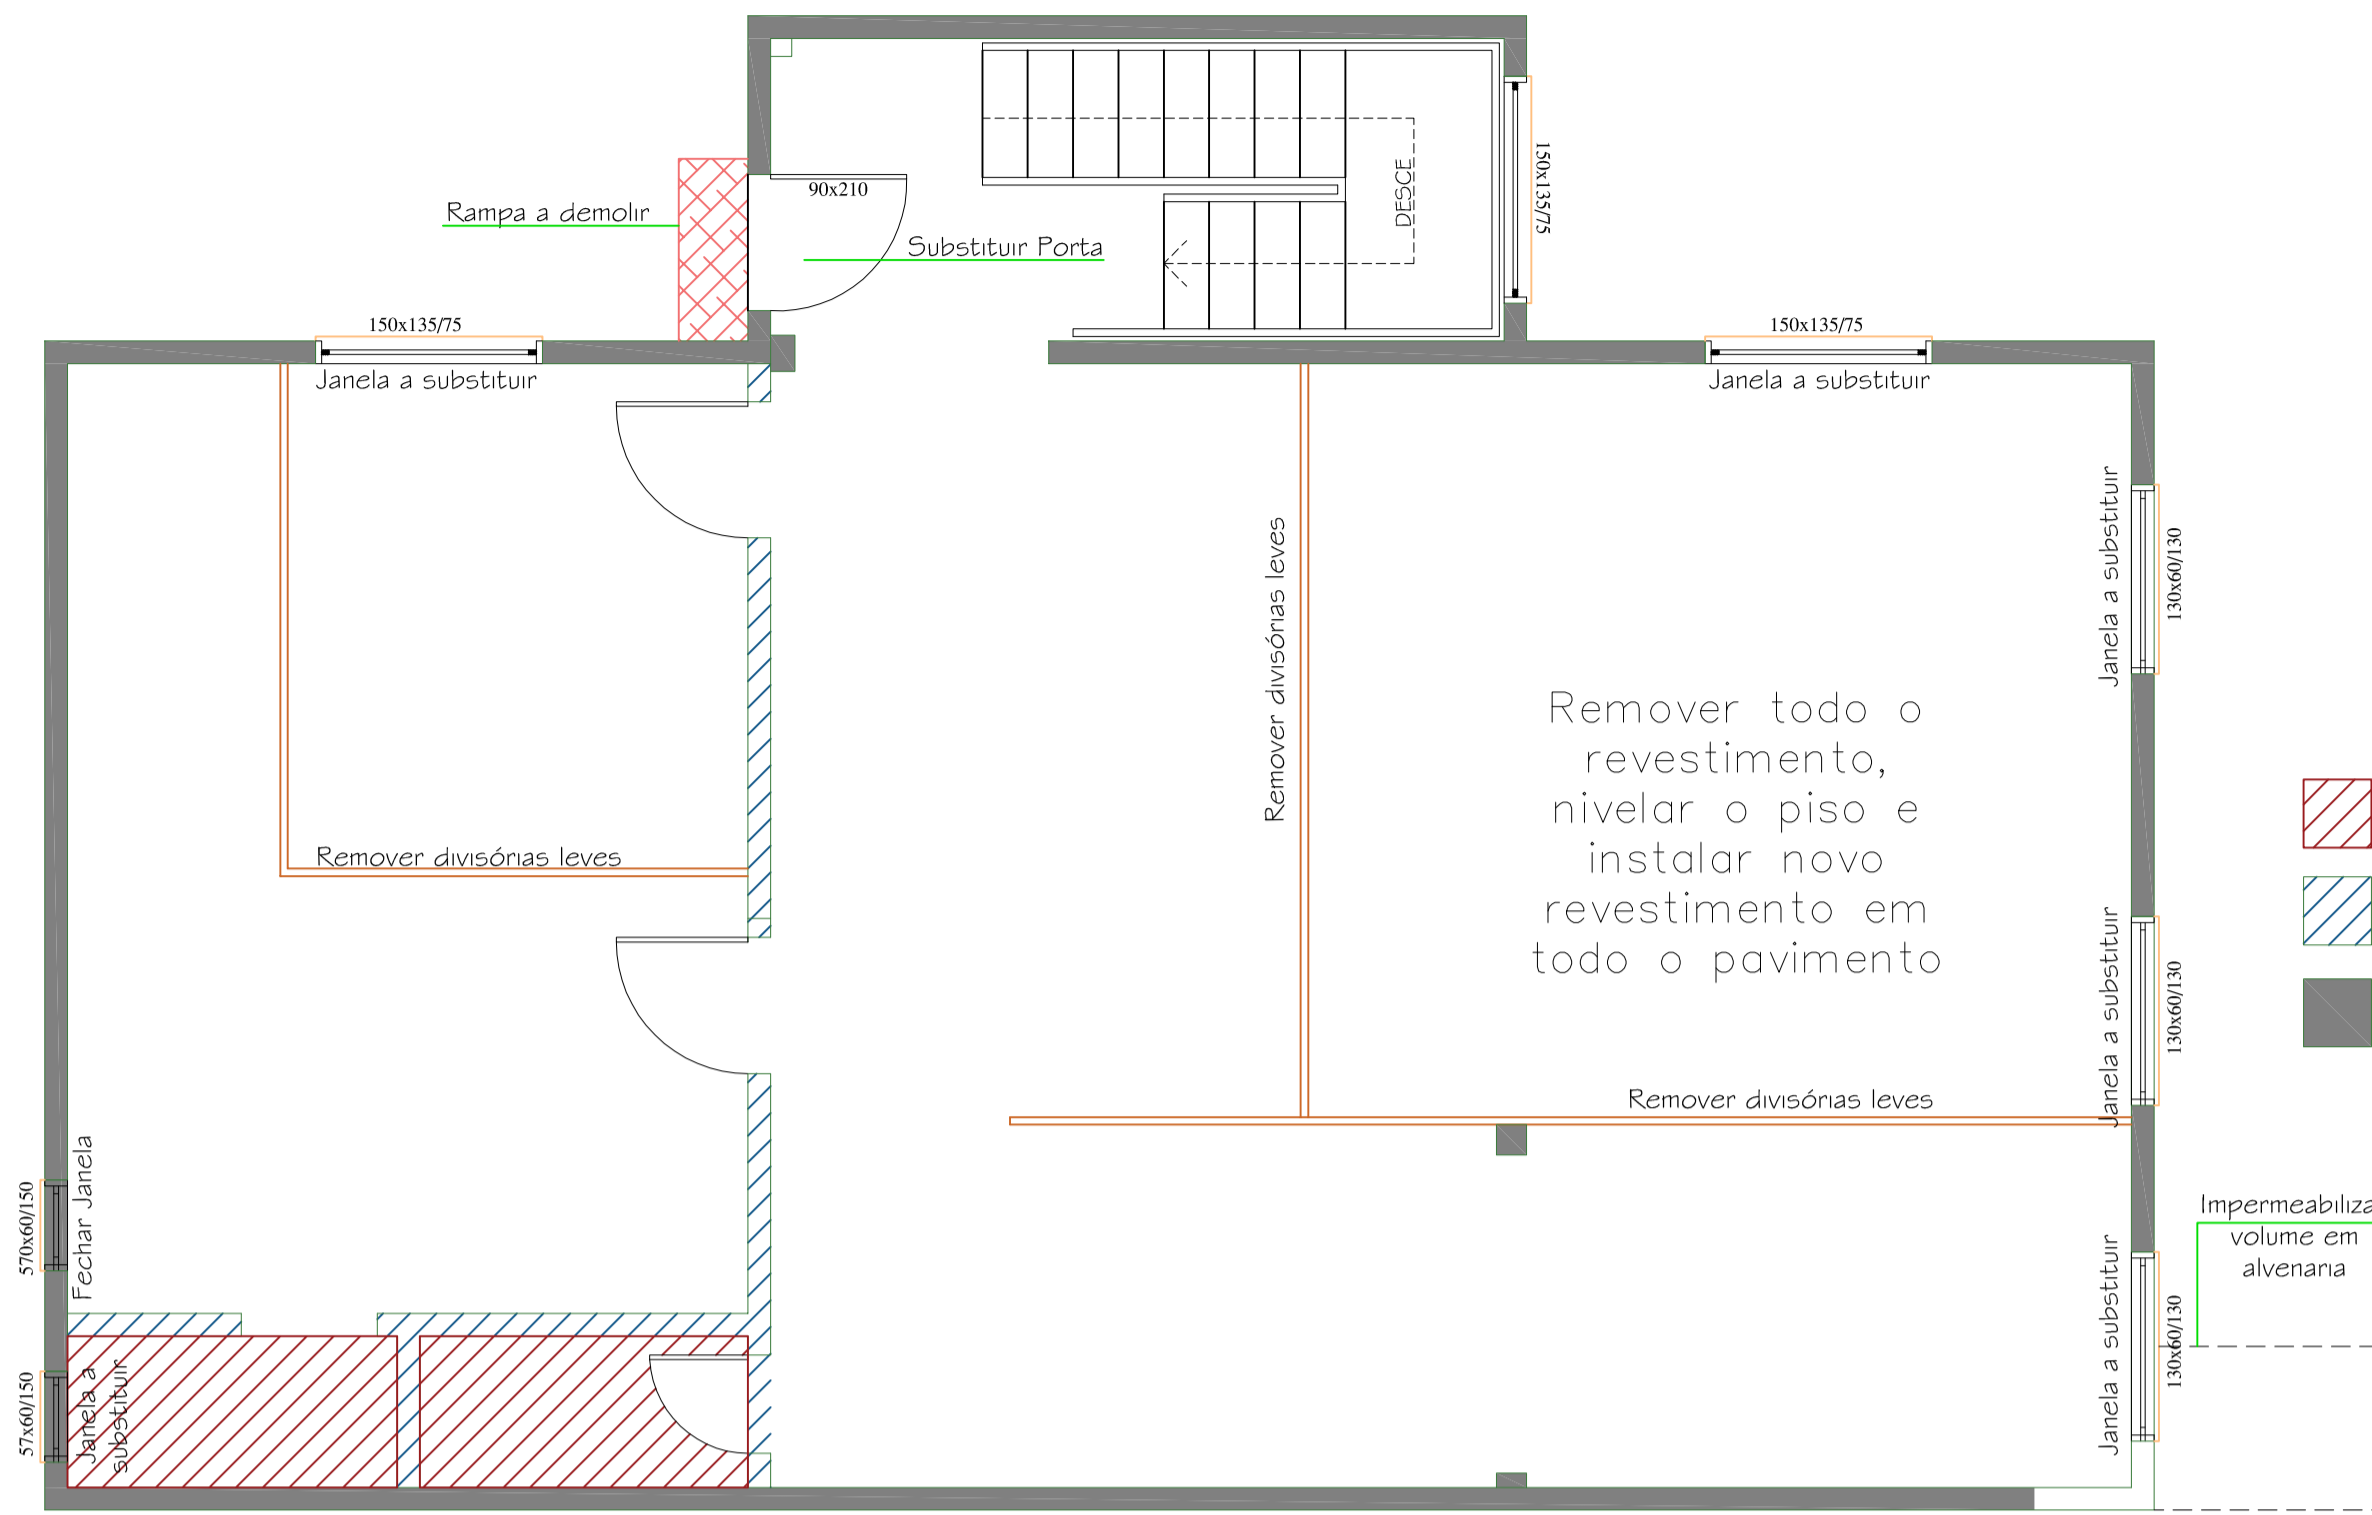 90x210
DESCE
150x135/75
Rampa a demolir
Substituir Porta
150x135/75
Janela a substituir
150x135/75
Janela a substituir
Janela a substituir
130x60/130
Remover divisórias leves
Remover todo o
revestimento,
nivelar o piso e
instalar novo
revestimento em
todo o pavimento
Remover divisórias leves
Janela a substituir
130x60/130
Remover divisórias leves
570x60/150
Fechar Janela
Impermeabiliza
volume em
alvenaria
Janela a substituir
130x60/130
57x60/150
Janela a
substituir